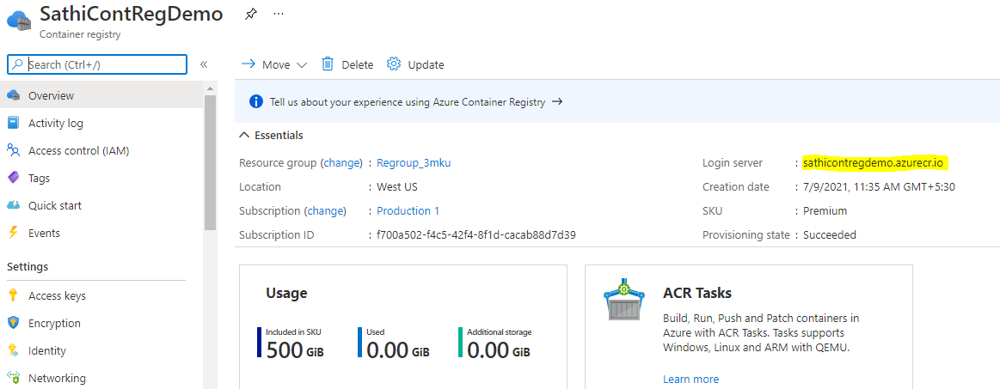 SathiContRegDemo
...
Container registry
Search (Ctrl+/)
«
Overview
Activity log
Access control (IAM)
Tags
Quick start
Events
Settings
Access keys
Encryption
Identity
Networking
Move
Delete
Update
Tell us about your experience using Azure Container Registry →
Essentials
Resource group (change) : Regroup_3mku
Location : West US
Subscription (change) : Production 1
Subscription ID : f700a502-f4c5-42f4-8f1d-cacab88d7d39
Login server : sathicontregdemo.azurecr.io
Creation date : 7/9/2021, 11:35 AM GMT+5:30
SKU : Premium
Provisioning state : Succeeded
Usage
Included in SKU
500 GiB
Used
0.00 GiB
Additional storage
0.00 GiB
ACR Tasks
Build, Run, Push and Patch containers in
Azure with ACR Tasks. Tasks supports
Windows, Linux and ARM with QEMU.
Learn more